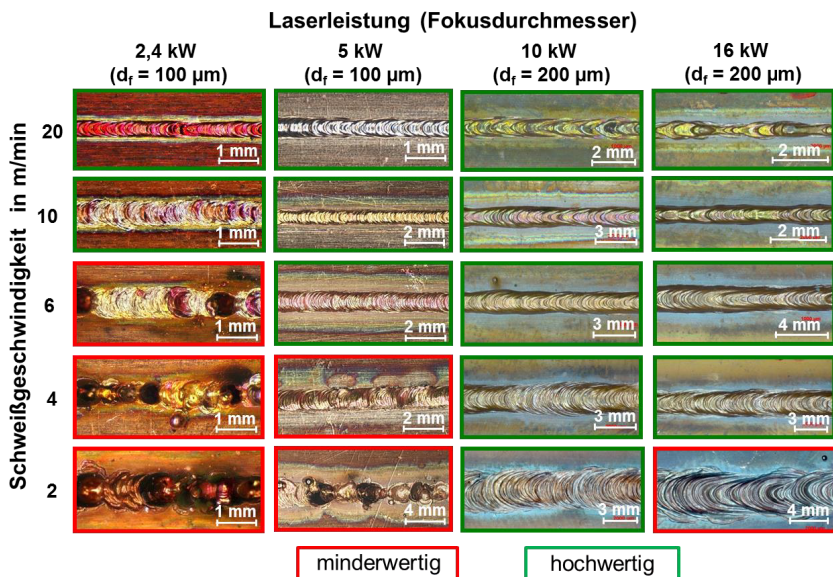 Laserleistung (Fokusdurchmesser)
2,4 kW 5 kW 10 kW 16 kW
(df = 100 µm) (df = 100 µm) (df = 200 µm) (df = 200 µm)
Schweißgeschwindigkeit in m/min
20
1 mm 1 mm 2 mm 2 mm
10
1 mm 2 mm 3 mm 2 mm
6
1 mm 2 mm 3 mm 4 mm
4
1 mm 2 mm 3 mm 3 mm
2
1 mm 4 mm 3 mm 4 mm
minderwertig hochwertig